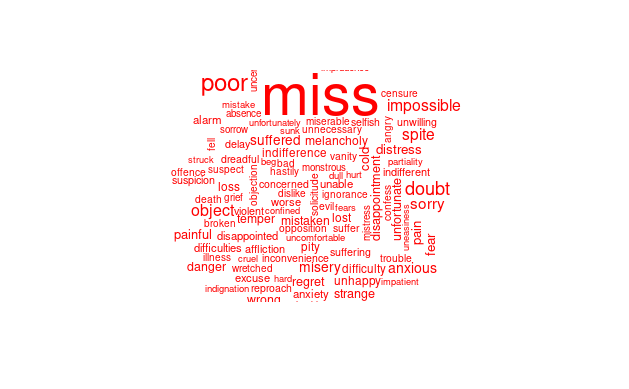 miss
poor
censure
impossible
mistake
absence
alarm
unfortunately
miserable
selfish
unwilling
sorrow
sunk
unnecessary
angry
spite
fell
delay
suffered
melancholy
distress
struck
dreadful
indifference
vanity
cold
partiality
beg
bad
offence
suspect
hastily
monstrous
dull
hurt
indifferent
suspicion
objection
loss
concerned
solicitude
unable
disappointment
confess
doubt
death
grief
dislike
ignorance
worse
evil
fears
unfortunate
sorry
object
violent
confined
temper
mistaken
lost
mistress
uneasiness
pain
broken
opposition
suffer
painful
disappointed
uncomfortable
fear
difficulties
affliction
pity
suffering
illness
cruel
inconvenience
trouble
danger
wretched
misery
difficulty
anxious
excuse
hard
regret
unhappy
impatient
indignation
reproach
anxiety
strange
wrong